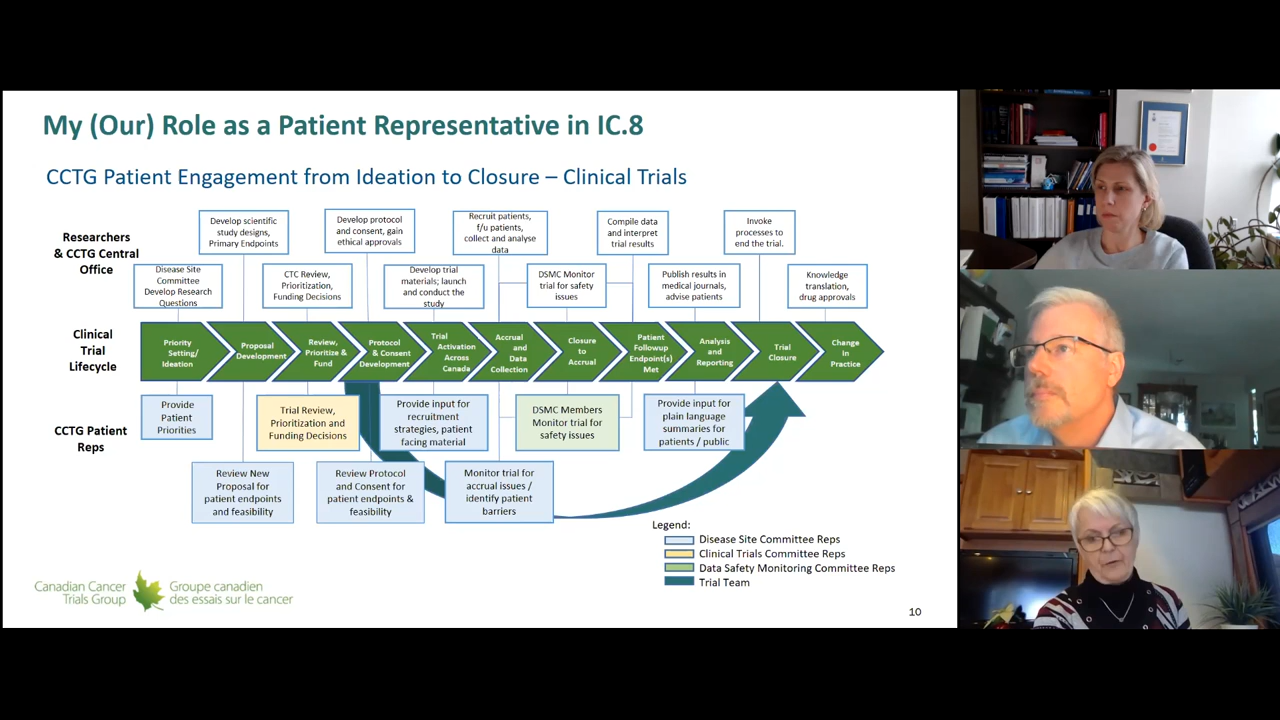 My (Our) Role as a Patient Representative in IC.8
CCTG Patient Engagement from Ideation to Closure – Clinical Trials
Researchers
& CCTG Central
Office
Disease Site
Committee
Develop Research
Questions
Develop scientific
study designs,
Primary Endpoints
CTC Review,
Prioritization,
Funding Decisions
Develop protocol
and consent, gain
ethical approvals
Develop trial
materials; launch
and conduct the
study
Recruit patients,
f/u patients,
collect and analyse
data
DSMC Monitor
trial for safety
issues
Compile data
and interpret
trial results
Publish results in
medical journals,
advise patients
Invoke
processes to
end the trial.
Knowledge
translation,
drug approvals
Clinical
Trial
Lifecycle
Priority
Setting/
Ideation
Proposal
Development
Review,
Prioritize &
Fund
Protocol
& Consent
Development
Trial
Activation
Across
Canada
Accrual
and
Data
Collection
Closure
to
Accrual
Patient
Followup
Endpoint(s)
Met
Analysis
and
Reporting
Trial
Closure
Change
in
Practice
CCTG Patient
Reps
Provide
Patient
Priorities
Review New
Proposal for
patient endpoints
and feasibility
Trial Review,
Prioritization and
Funding Decisions
Review Protocol
and Consent for
patient endpoints &
feasibility
Provide input for
recruitment
strategies, patient
facing material
Monitor trial for
accrual issues /
identify patient
barriers
DSMC Members
Monitor trial for
safety issues
Provide input for
plain language
summaries for
patients / public
Legend:
Disease Site Committee Reps
Clinical Trials Committee Reps
Data Safety Monitoring Committee Reps
Trial Team
Canadian Cancer
Trials Group
Groupe canadien
des essais sur le cancer
10